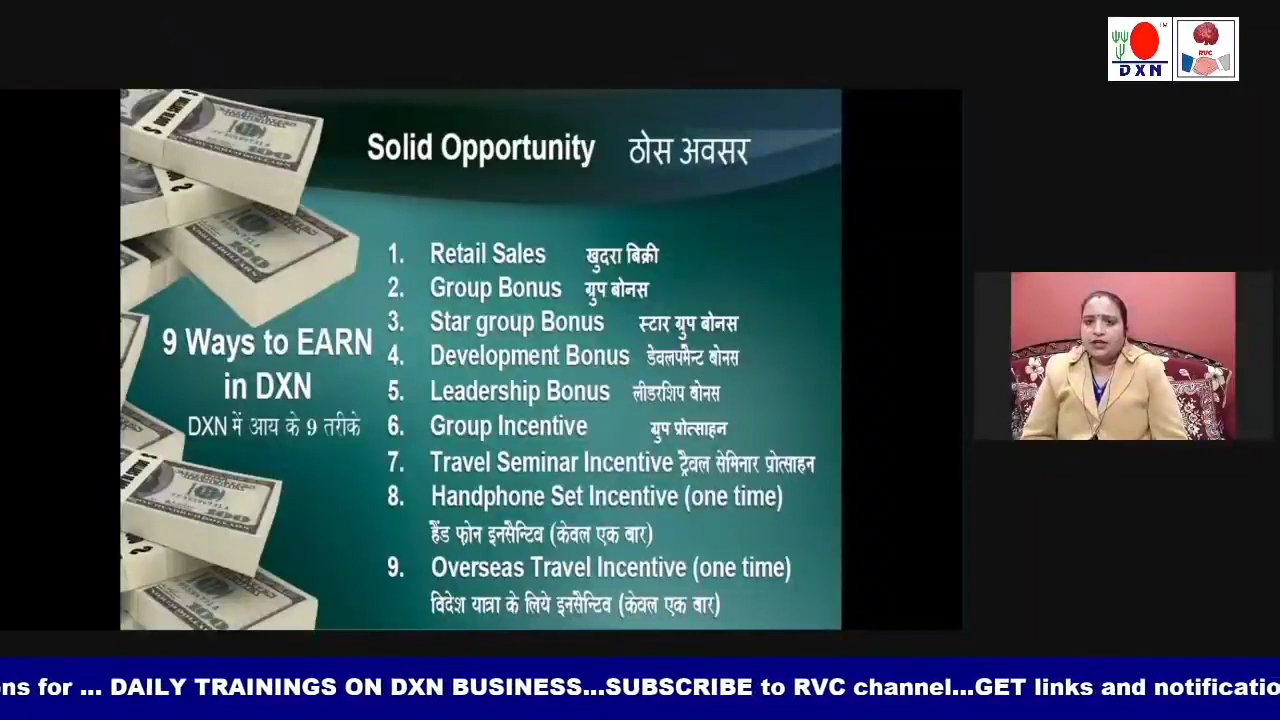 DXN
RVC
Solid Opportunity ठोस अवसर
9 Ways to EARN
in DXN
DXN में आय के 9 तरीके
1. Retail Sales खुदरा बिक्री
2. Group Bonus ग्रुप बोनस
3. Star group Bonus स्टार ग्रुप बोनस
4. Development Bonus डेवलपमैन्ट बोनस
5. Leadership Bonus लीडरशिप बोनस
6. Group Incentive ग्रुप प्रोत्साहन
7. Travel Seminar Incentive ट्रैवल सेमिनार प्रोत्साहन
8. Handphone Set Incentive (one time)
हैंड फ़ोन इनसैन्टिव (केवल एक बार)
9. Overseas Travel Incentive (one time)
विदेश यात्रा के लिये इनसैन्टिव (केवल एक बार)
ns for ... DAILY TRAININGS ON DXN BUSINESS...SUBSCRIBE to RVC channel...GET links and notificatio